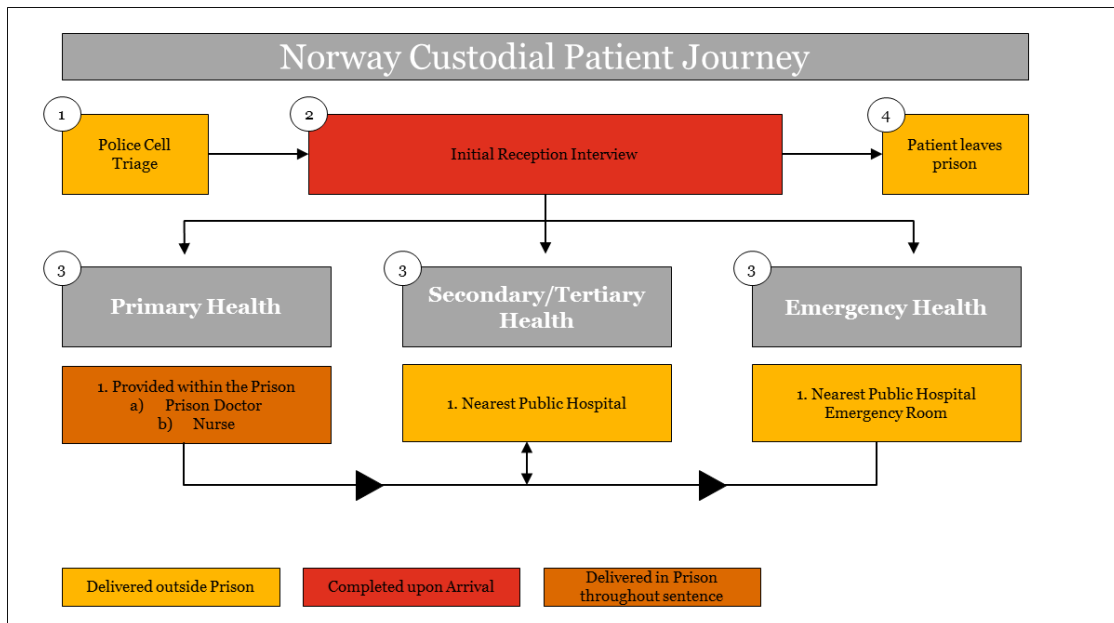 Norway Custodial Patient Journey
1
Police Cell
Triage
2
Initial Reception Interview
4
Patient leaves
prison
3
Primary Health
3
Secondary/Tertiary
Health
3
Emergency Health
1. Provided within the Prison
a) Prison Doctor
b) Nurse
1. Nearest Public Hospital
1. Nearest Public Hospital
Emergency Room
Delivered outside Prison
Completed upon Arrival
Delivered in Prison
throughout sentence